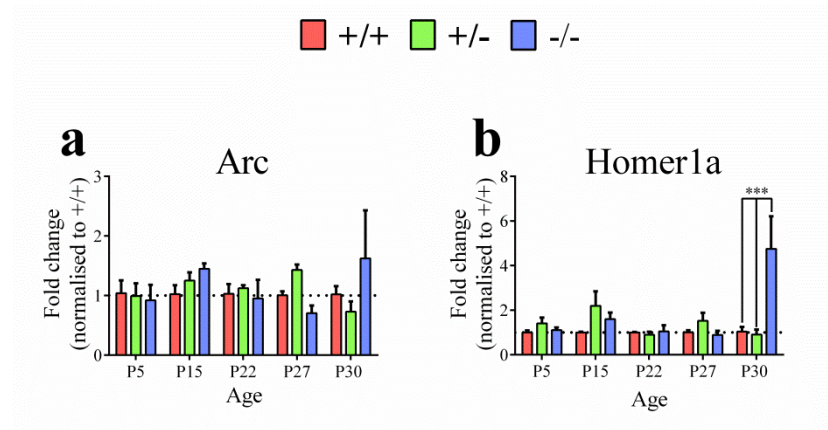 +/+ +/- -/-
a
Arc
Fold change
(normalised to +/+)
3
2
1
0
P5 P15 P22 P27 P30
Age
b
Homer1a
Fold change
(normalised to +/+)
8
6
4
2
0
***
P5 P15 P22 P27 P30
Age